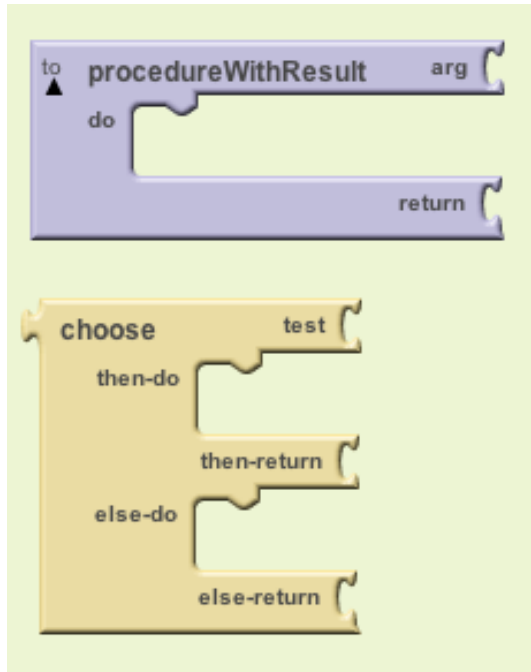 to procedureWithResult arg
do
return
choose test
then-do
then-return
else-do
else-return